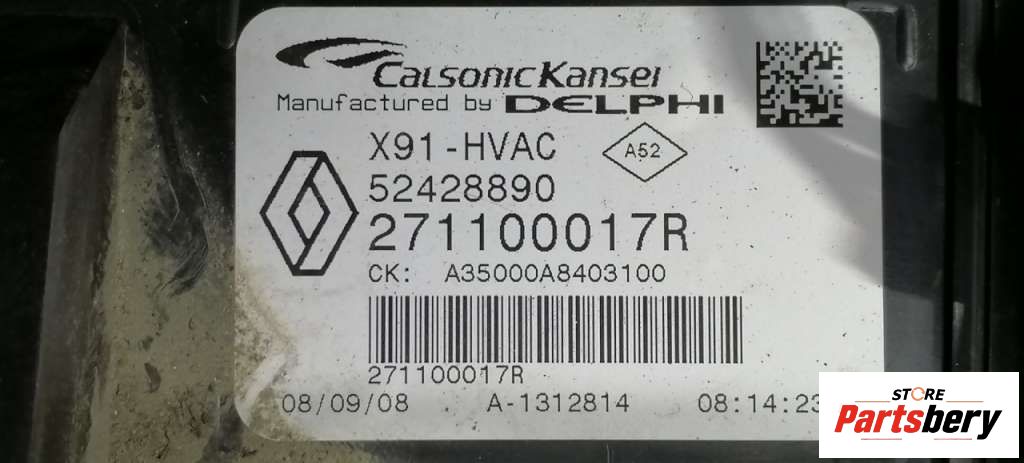 CalsonicKansei
Manufactured by DELPHI
X91-HVAC
A52
52428890
271100017R
CK: A35000A8403100
271100017R
08/09/08 . A-1312814 08:14:23
STORE
Partsbery